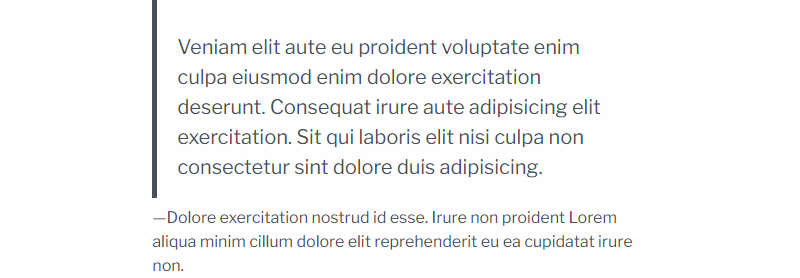 Veniam elit aute eu proident voluptate enim
culpa eiusmod enim dolore exercitation
deserunt. Consequat irure aute adipisicing elit
exercitation. Sit qui laboris elit nisi culpa non
consectetur sint dolore duis adipisicing.
—Dolore exercitation nostrud id esse. Irure non proident Lorem
aliqua minim cillum dolore elit reprehenderit eu ea cupidatat irure
non.